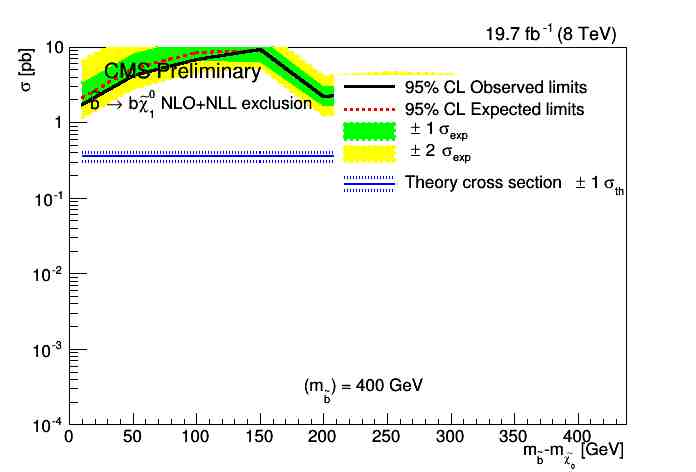 19.7 fb⁻¹ (8 TeV)
σ [pb]
10
CMS Preliminary
95% CL Observed limits
b̃ → bχ̃⁰₁ NLO+NLL exclusion
95% CL Expected limits
1
± 1 σexp
± 2 σexp
Theory cross section ± 1 σth
10⁻¹
10⁻²
10⁻³
(m_b̃) = 400 GeV
10⁻⁴
0 50 100 150 200 250 300 350 400
m_b̃-m_χ̃₀ [GeV]